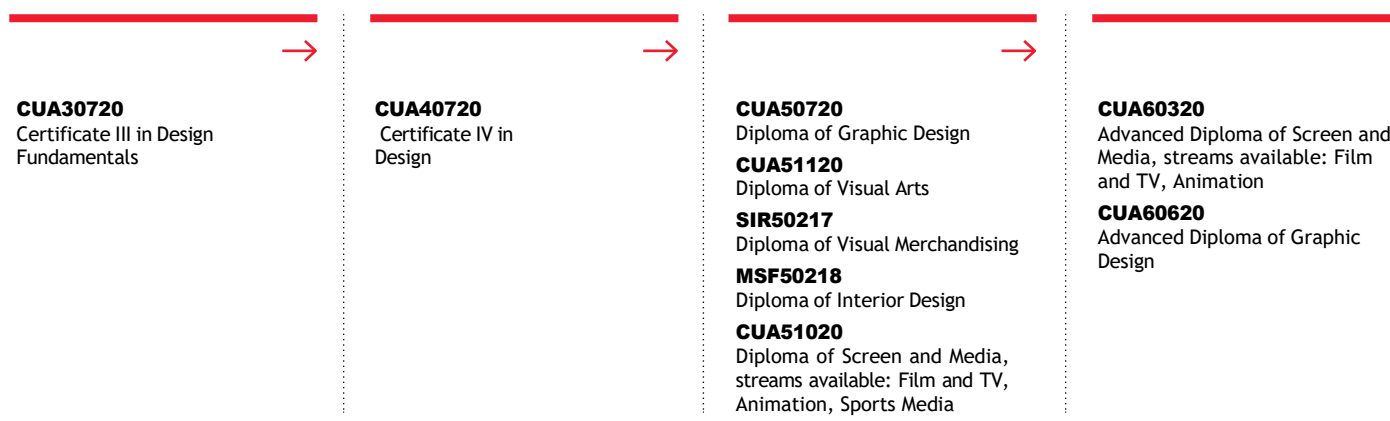 CUA30720
Certificate III in Design
Fundamentals
CUA40720
Certificate IV in
Design
CUA50720
Diploma of Graphic Design
CUA51120
Diploma of Visual Arts
SIR50217
Diploma of Visual Merchandising
MSF50218
Diploma of Interior Design
CUA51020
Diploma of Screen and Media,
streams available: Film and TV,
Animation, Sports Media
CUA60320
Advanced Diploma of Screen and
Media, streams available: Film
and TV, Animation
CUA60620
Advanced Diploma of Graphic
Design